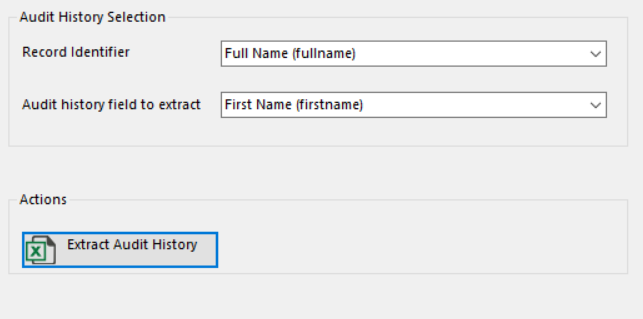 Audit History Selection
Record Identifier
Full Name (fullname)
Audit history field to extract
First Name (firstname)
Actions
Extract Audit History